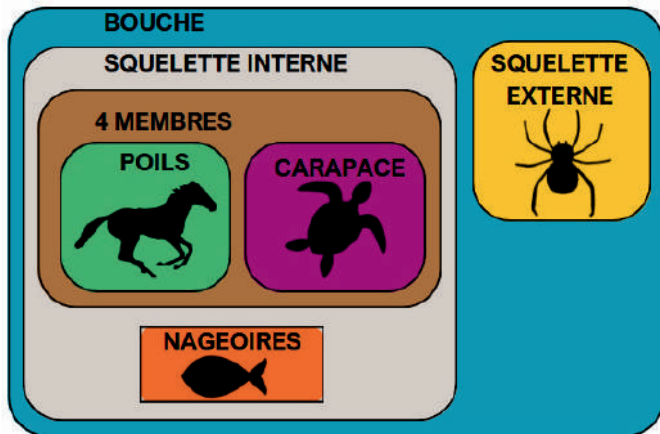 BOUCHE
SQUELETTE INTERNE
4 MEMBRES
POILS
CARAPACE
NAGEOIRES
SQUELETTE
EXTERNE